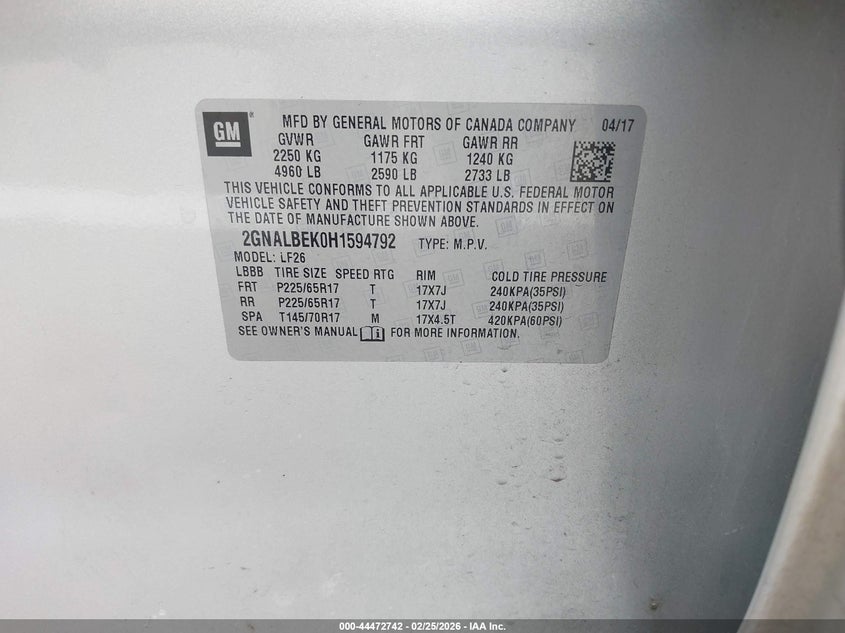 GM ®
MFD BY GENERAL MOTORS OF CANADA COMPANY 04/17
GVWR GAWR FRT GAWR RR
2250 KG 1175 KG 1240 KG
4960 LB 2590 LB 2733 LB
THIS VEHICLE CONFORMS TO ALL APPLICABLE U.S. FEDERAL MOTOR
VEHICLE SAFETY AND THEFT PREVENTION STANDARDS IN EFFECT ON
THE DATE OF MANUFACTURE SHOWN ABOVE.
2GNALBEK0H1594792 TYPE: M.P.V.
MODEL: LF26
LBBB TIRE SIZE SPEED RTG RIM COLD TIRE PRESSURE
FRT P225/65R17 T 17X7J 240KPA(35PSI)
RR P225/65R17 T 17X7J 240KPA(35PSI)
SPA T145/70R17 M 17X4.5T 420KPA(60PSI)
SEE OWNER'S MANUAL FOR MORE INFORMATION.
000-44472742 - 02/25/2026 - IAA Inc.